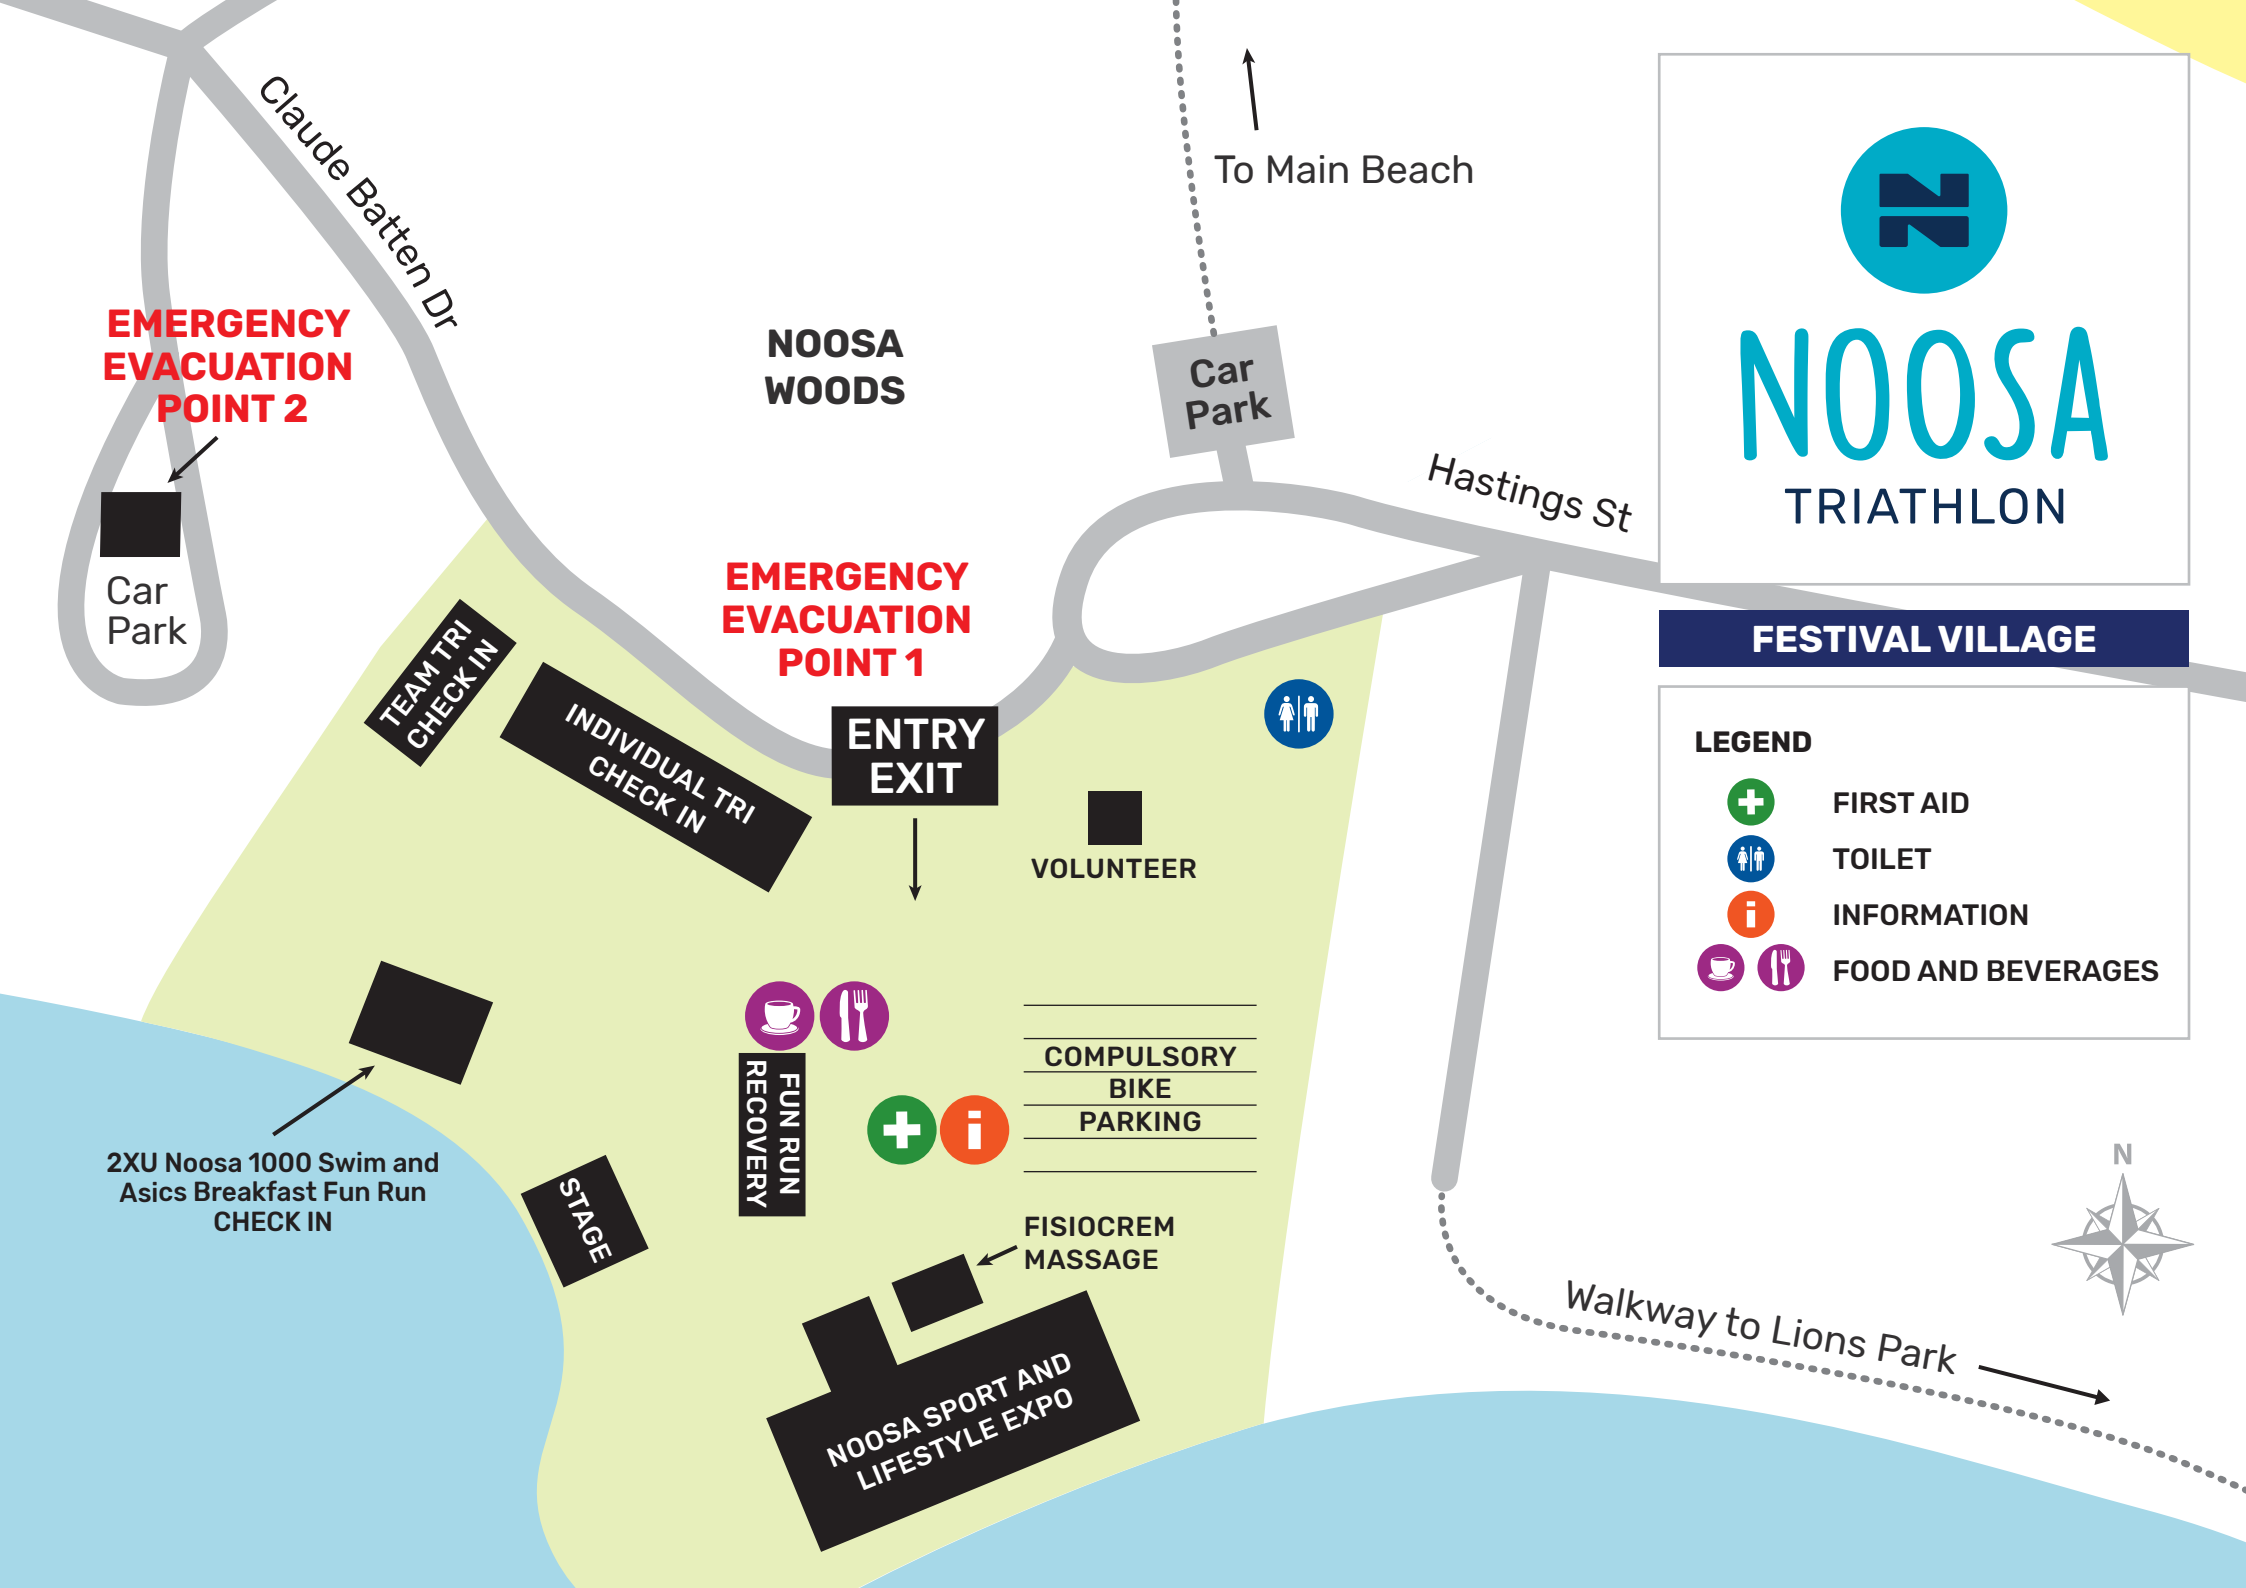 Claude Batten Dr
To Main Beach
EMERGENCY
EVACUATION
POINT 2
Car
Park
NOOSA
WOODS
Car
Park
Hastings St
EMERGENCY
EVACUATION
POINT 1
ENTRY
EXIT
TEAM TRI
CHECK IN
INDIVIDUAL TRI
CHECK IN
VOLUNTEER
2XU Noosa 1000 Swim and
Asics Breakfast Fun Run
CHECK IN
STAGE
FUN RUN
RECOVERY
i
COMPULSORY
BIKE
PARKING
FISIOCREM
MASSAGE
NOOSA SPORT AND
LIFESTYLE EXPO
Walkway to Lions Park
N
NOOSA
TRIATHLON
FESTIVAL VILLAGE
LEGEND
FIRST AID
TOILET
i INFORMATION
FOOD AND BEVERAGES
N